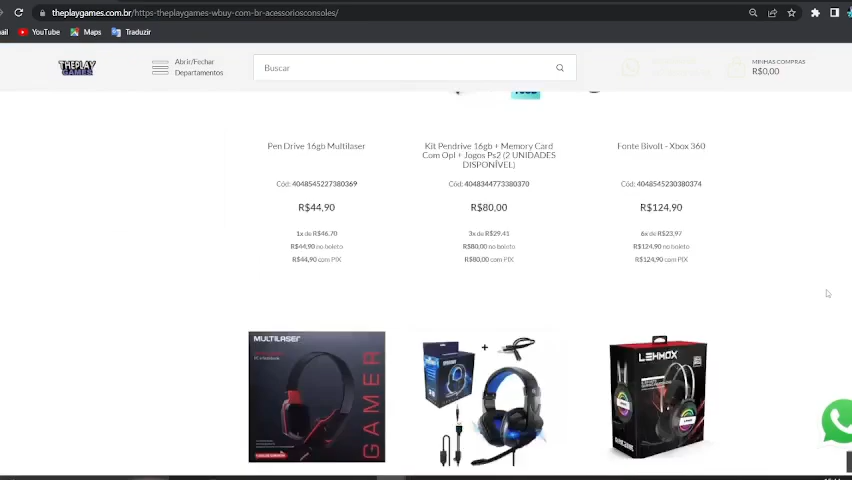 theplaygames.com.br/https-theplaygames-wbuy-com-br-acessoriosconsoles/
ail YouTube Maps Traduzir
THEPLAY
GAMES
Abrir/Fechar
Departamentos
Buscar
MINHAS COMPRAS
R$0,00
Pen Drive 16gb Multilaser
Cód: 4048545227380369
R$44,90
1x de R$46,70
R$44,90 no boleto
R$44,90 com PIX
Kit Pendrive 16gb + Memory Card
Com Opl + Jogos Ps2 (2 UNIDADES
DISPONÍVEL)
Cód: 4048344773380370
R$80,00
3x de R$29,41
R$80,00 no boleto
R$80,00 com PIX
Fonte Bivolt - Xbox 360
Cód: 4048545230380374
R$124,90
6x de R$23,97
R$124,90 no boleto
R$124,90 com PIX
MULTILASER
GAMER
+
LEHMOX